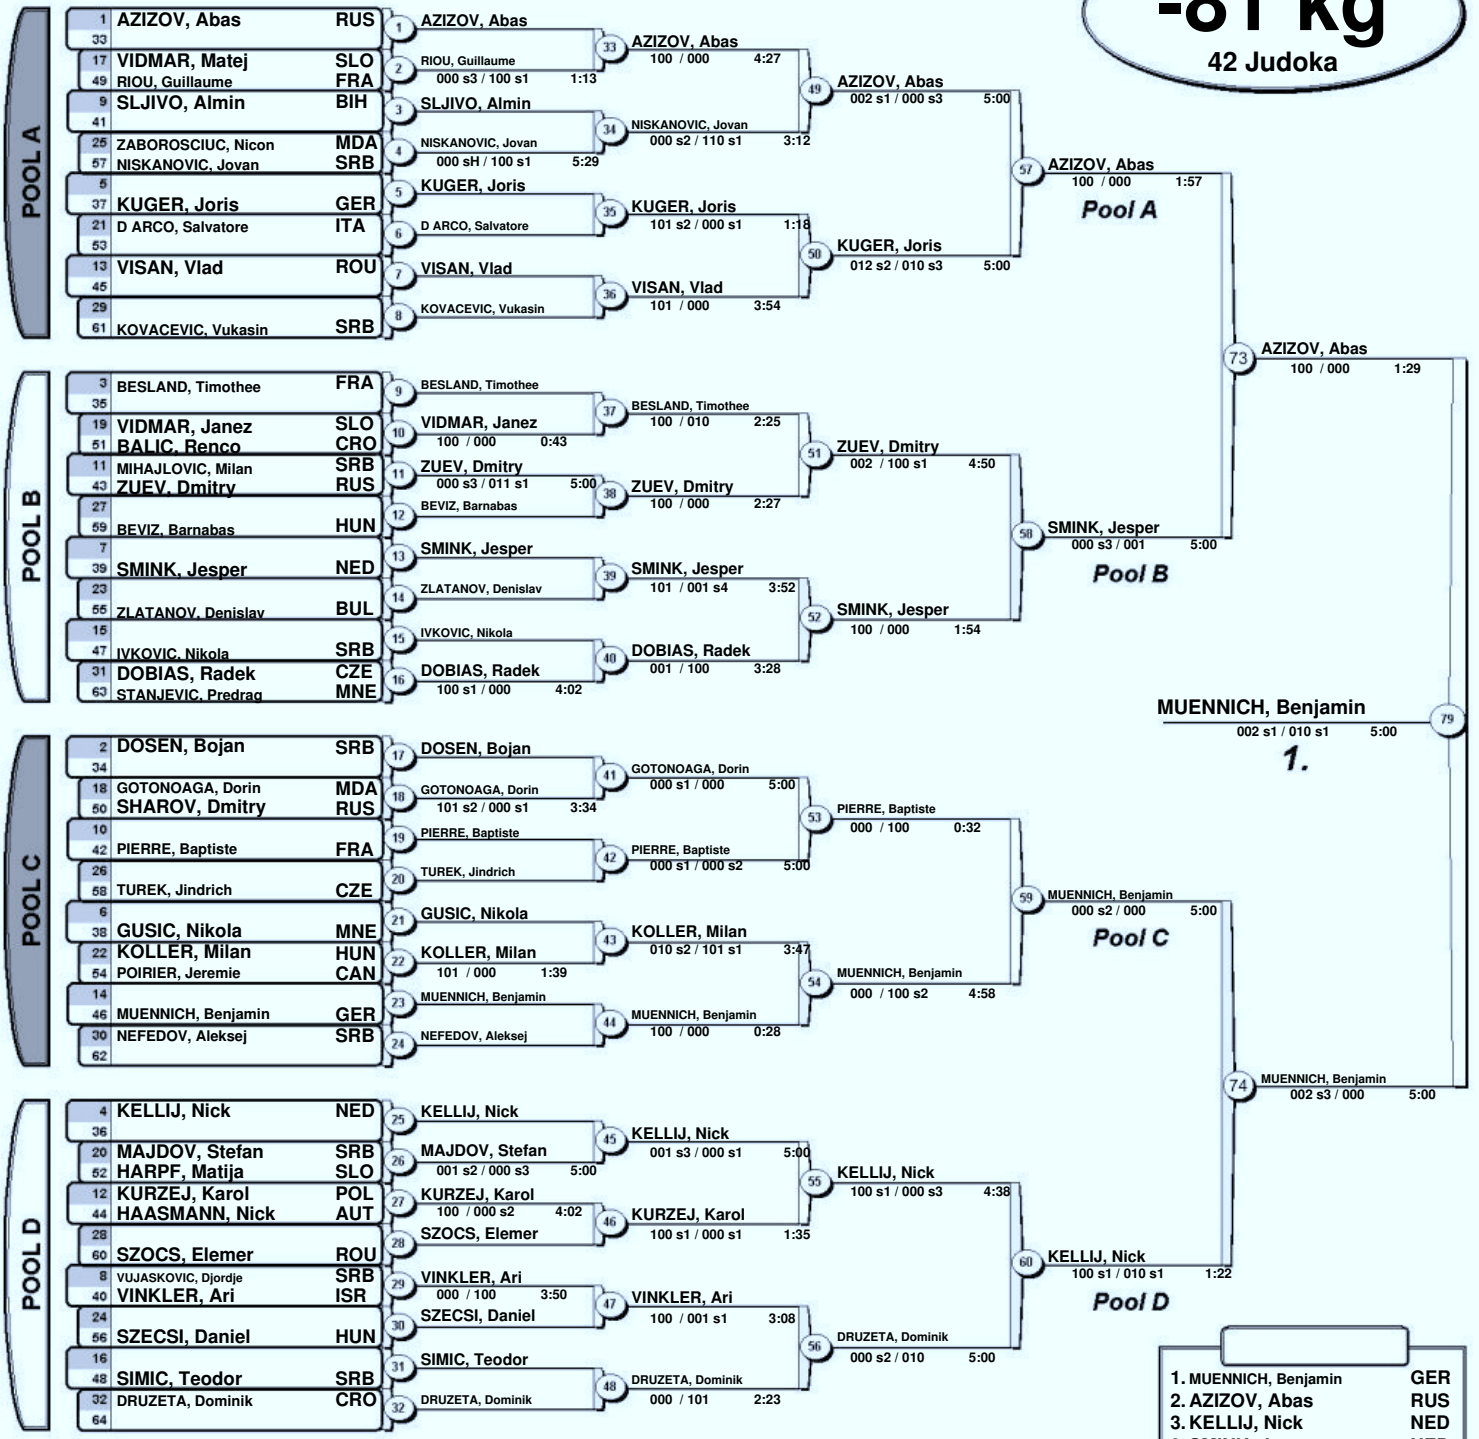 -81 kg
42 Judoka
POOL A
1 AZIZOV, Abas RUS
33
17 VIDMAR, Matej SLO
49 RIOU, Guillaume FRA
9 SLJIVO, Almin BIH
41
25 ZABOROSCIUC, Nicon MDA
57 NISKANOVIC, Jovan SRB
5
37 KUGER, Joris GER
21 D ARCO, Salvatore ITA
53
13 VISAN, Vlad ROU
45
29
61 KOVACEVIC, Vukasin SRB
1 AZIZOV, Abas
2 RIOU, Guillaume
000 s3 / 100 s1 1:13
3 SLJIVO, Almin
4 NISKANOVIC, Jovan
000 sH / 100 s1 5:29
5 KUGER, Joris
6 D ARCO, Salvatore
7 VISAN, Vlad
8 KOVACEVIC, Vukasin
33 AZIZOV, Abas
100 / 000 4:27
34 NISKANOVIC, Jovan
000 s2 / 110 s1 3:12
35 KUGER, Joris
101 s2 / 000 s1 1:18
36 VISAN, Vlad
101 / 000 3:54
49 AZIZOV, Abas
002 s1 / 000 s3 5:00
50 KUGER, Joris
012 s2 / 010 s3 5:00
57 AZIZOV, Abas
100 / 000 1:57
Pool A
POOL B
3 BESLAND, Timothee FRA
35
19 VIDMAR, Janez SLO
51 BALIC, Renco CRO
11 MIHAJLOVIC, Milan SRB
43 ZUEV, Dmitry RUS
27
59 BEVIZ, Barnabas HUN
7
39 SMINK, Jesper NED
23
55 ZLATANOV, Denislav BUL
15
47 IVKOVIC, Nikola SRB
31 DOBIAS, Radek CZE
63 STANJEVIC, Predrag MNE
9 BESLAND, Timothee
10 VIDMAR, Janez
100 / 000 0:43
11 ZUEV, Dmitry
000 s3 / 011 s1 5:00
12 BEVIZ, Barnabas
13 SMINK, Jesper
14 ZLATANOV, Denislav
15 IVKOVIC, Nikola
16 DOBIAS, Radek
100 s1 / 000 4:02
37 BESLAND, Timothee
100 / 010 2:25
38 ZUEV, Dmitry
100 / 000 2:27
39 SMINK, Jesper
101 / 001 s4 3:52
40 DOBIAS, Radek
001 / 100 3:28
51 ZUEV, Dmitry
002 / 100 s1 4:50
52 SMINK, Jesper
100 / 000 1:54
58 SMINK, Jesper
000 s3 / 001 5:00
Pool B
73 AZIZOV, Abas
100 / 000 1:29
MUENNICH, Benjamin 79
002 s1 / 010 s1 5:00
1.
POOL C
2 DOSEN, Bojan SRB
34
18 GOTONOAGA, Dorin MDA
50 SHAROV, Dmitry RUS
10
42 PIERRE, Baptiste FRA
26
58 TUREK, Jindrich CZE
6
38 GUSIC, Nikola MNE
22 KOLLER, Milan HUN
54 POIRIER, Jeremie CAN
14
46 MUENNICH, Benjamin GER
30 NEFEDOV, Aleksej SRB
62
17 DOSEN, Bojan
18 GOTONOAGA, Dorin
101 s2 / 000 s1 3:34
19 PIERRE, Baptiste
20 TUREK, Jindrich
21 GUSIC, Nikola
22 KOLLER, Milan
101 / 000 1:39
23 MUENNICH, Benjamin
24 NEFEDOV, Aleksej
41 GOTONOAGA, Dorin
000 s1 / 000 5:00
42 PIERRE, Baptiste
000 s1 / 000 s2 5:00
43 KOLLER, Milan
010 s2 / 101 s1 3:47
44 MUENNICH, Benjamin
100 / 000 0:28
53 PIERRE, Baptiste
000 / 100 0:32
54 MUENNICH, Benjamin
000 / 100 s2 4:58
59 MUENNICH, Benjamin
000 s2 / 000 5:00
Pool C
POOL D
4 KELLIJ, Nick NED
36
20 MAJDOV, Stefan SRB
52 HARPF, Matija SLO
12 KURZEJ, Karol POL
44 HAASMANN, Nick AUT
28
60 SZOCS, Elemer ROU
8 VUJASKOVIC, Djordje SRB
40 VINKLER, Ari ISR
24
56 SZECSI, Daniel HUN
16
48 SIMIC, Teodor SRB
32 DRUZETA, Dominik CRO
64
25 KELLIJ, Nick
26 MAJDOV, Stefan
001 s2 / 000 s3 5:00
27 KURZEJ, Karol
100 / 000 s2 4:02
28 SZOCS, Elemer
29 VINKLER, Ari
000 / 100 3:50
30 SZECSI, Daniel
31 SIMIC, Teodor
32 DRUZETA, Dominik
45 KELLIJ, Nick
001 s3 / 000 s1 5:00
46 KURZEJ, Karol
100 s1 / 000 s1 1:35
47 VINKLER, Ari
100 / 001 s1 3:08
48 DRUZETA, Dominik
000 / 101 2:23
55 KELLIJ, Nick
100 s1 / 000 s3 4:38
56 DRUZETA, Dominik
000 s2 / 010 5:00
60 KELLIJ, Nick
100 s1 / 010 s1 1:22
Pool D
74 MUENNICH, Benjamin
002 s3 / 000 5:00
1. MUENNICH, Benjamin GER
2. AZIZOV, Abas RUS
3. KELLIJ, Nick NED